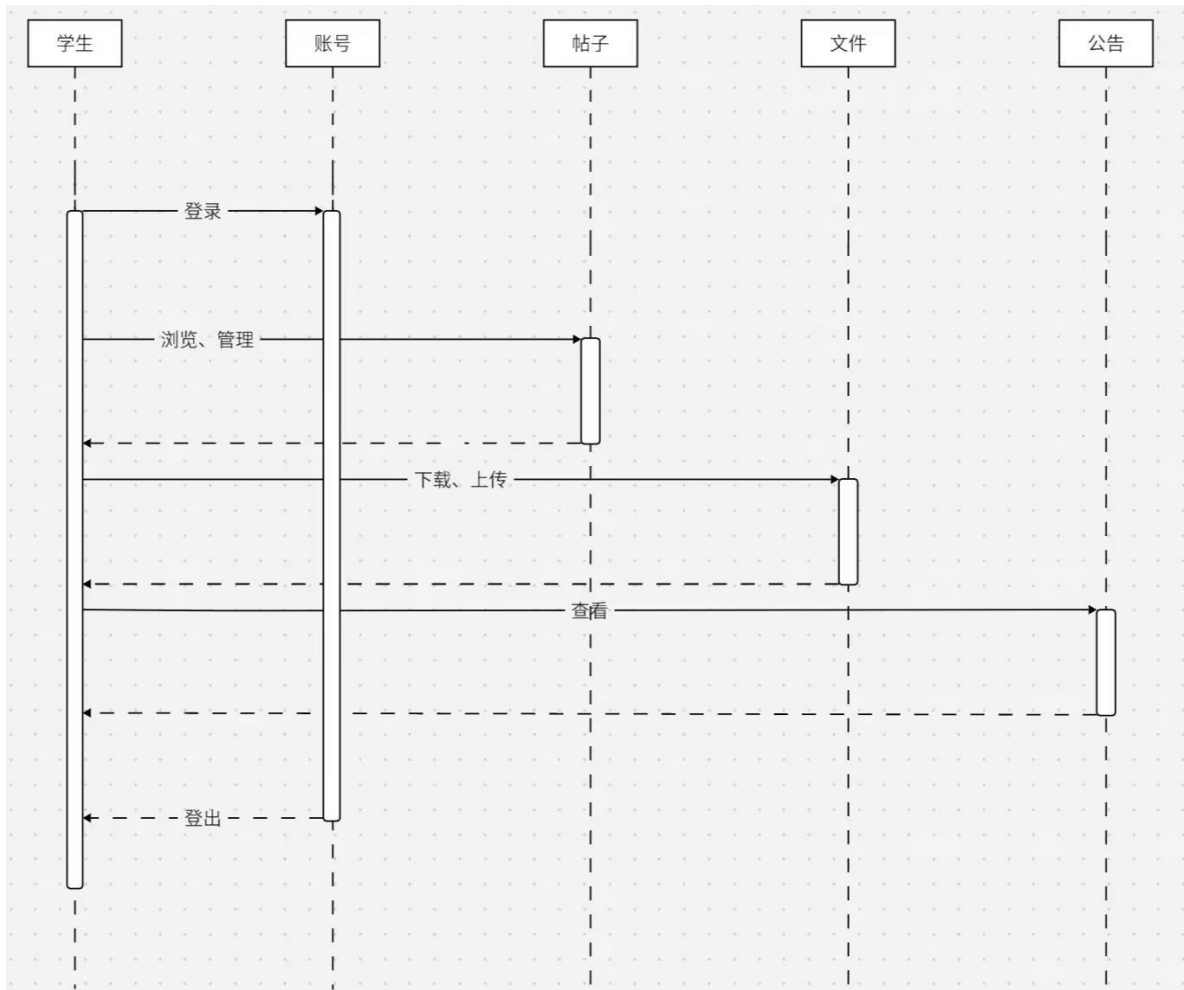 学生
账号
帖子
文件
公告
登录
浏览、管理
下载、上传
查看
登出